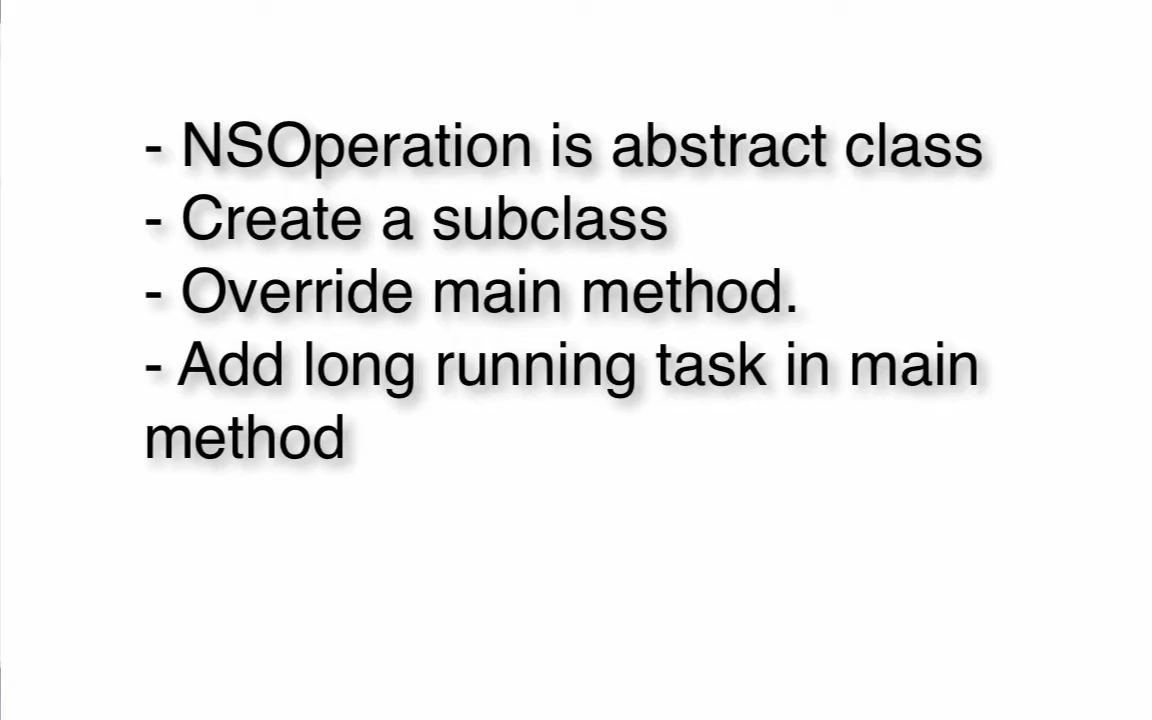 - NSOperation is abstract class
- Create a subclass
- Override main method.
- Add long running task in main
method